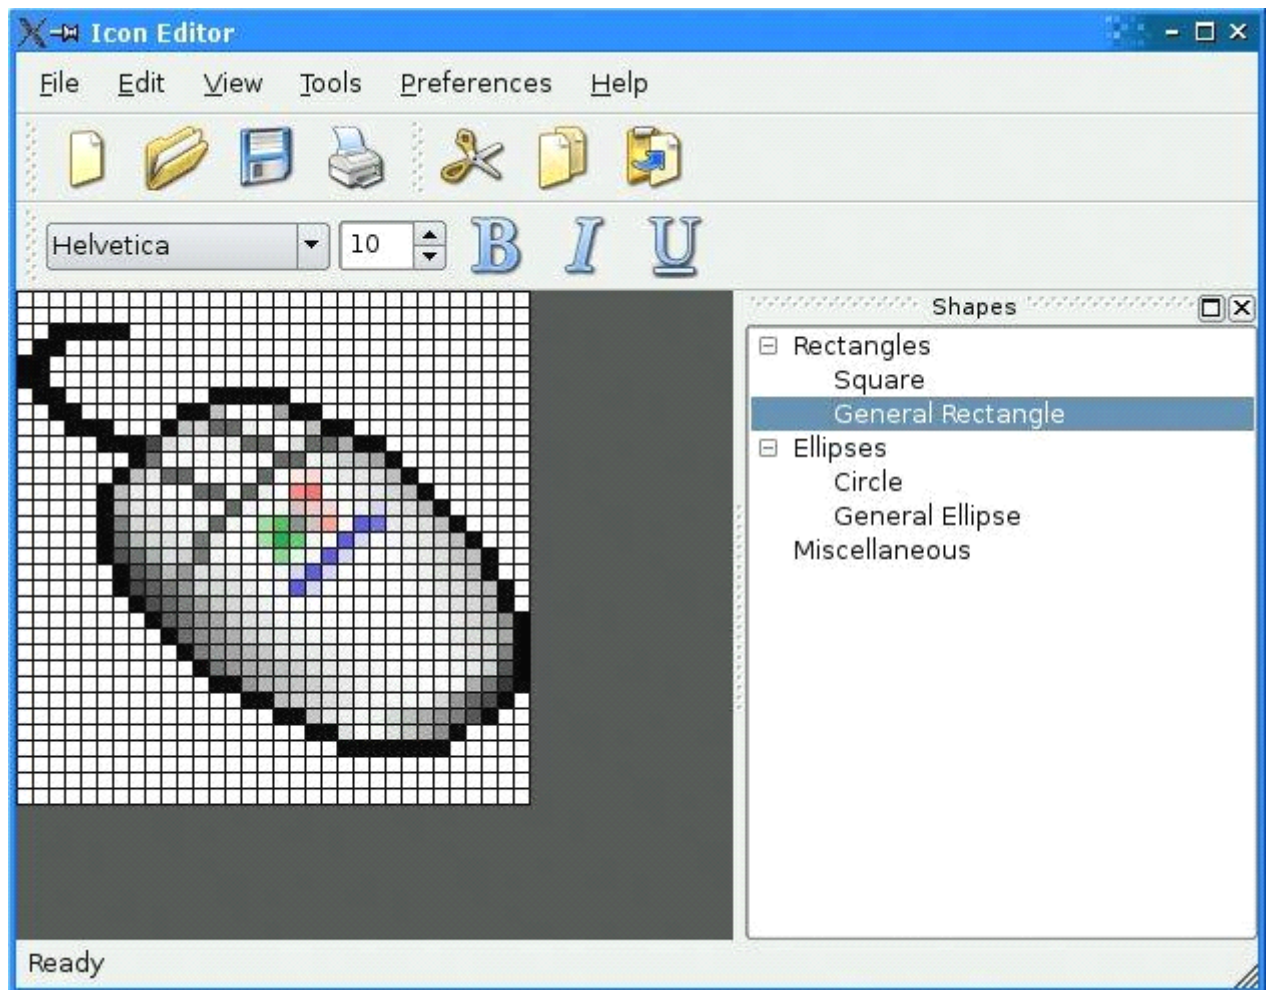 Icon Editor
File Edit View Tools Preferences Help
Helvetica 10 B I U
Shapes
Rectangles
Square
General Rectangle
Ellipses
Circle
General Ellipse
Miscellaneous
Ready